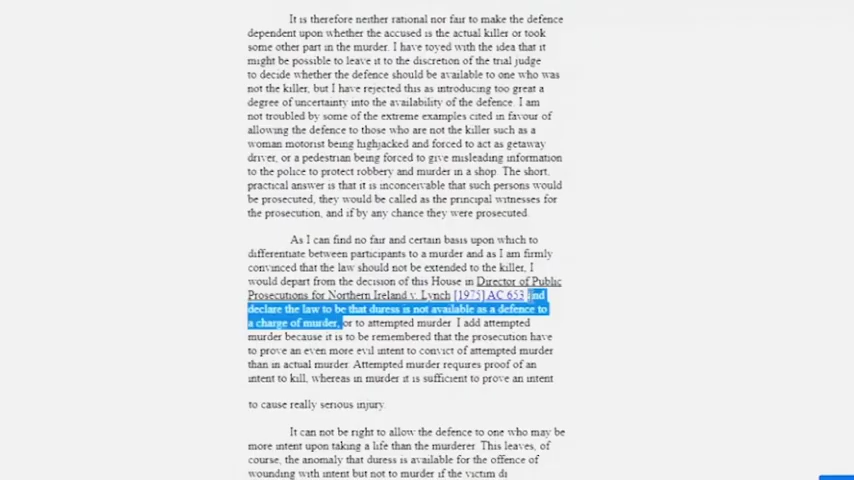 It is therefore neither rational nor fair to make the defence
dependent upon whether the accused is the actual killer or took
some other part in the murder. I have toyed with the idea that it
might be possible to leave it to the discretion of the trial judge
to decide whether the defence should be available to one who was
not the killer, but I have rejected this as introducing too great a
degree of uncertainty into the availability of the defence. I am
not troubled by some of the extreme examples cited in favour of
allowing the defence to those who are not the killer such as a
woman motorist being highjacked and forced to act as getaway
driver, or a pedestrian being forced to give misleading information
to the police to protect robbery and murder in a shop. The short,
practical answer is that it is inconceivable that such persons would
be prosecuted, they would be called as the principal witnesses for
the prosecution, and if by any chance they were prosecuted.
As I can find no fair and certain basis upon which to
differentiate between participants to a murder and as I am firmly
convinced that the law should not be extended to the killer, I
would depart from the decision of this House in Director of Public
Prosecutions for Northern Ireland v. Lynch [1975] AC 653 and
declare the law to be that duress is not available as a defence to
a charge of murder, or to attempted murder. I add attempted
murder because it is to be remembered that the prosecution have
to prove an even more evil intent to convict of attempted murder
than in actual murder. Attempted murder requires proof of an
intent to kill, whereas in murder it is sufficient to prove an intent
to cause really serious injury.
It can not be right to allow the defence to one who may be
more intent upon taking a life than the murderer. This leaves, of
course, the anomaly that duress is available for the offence of
wounding with intent but not to murder if the victim di